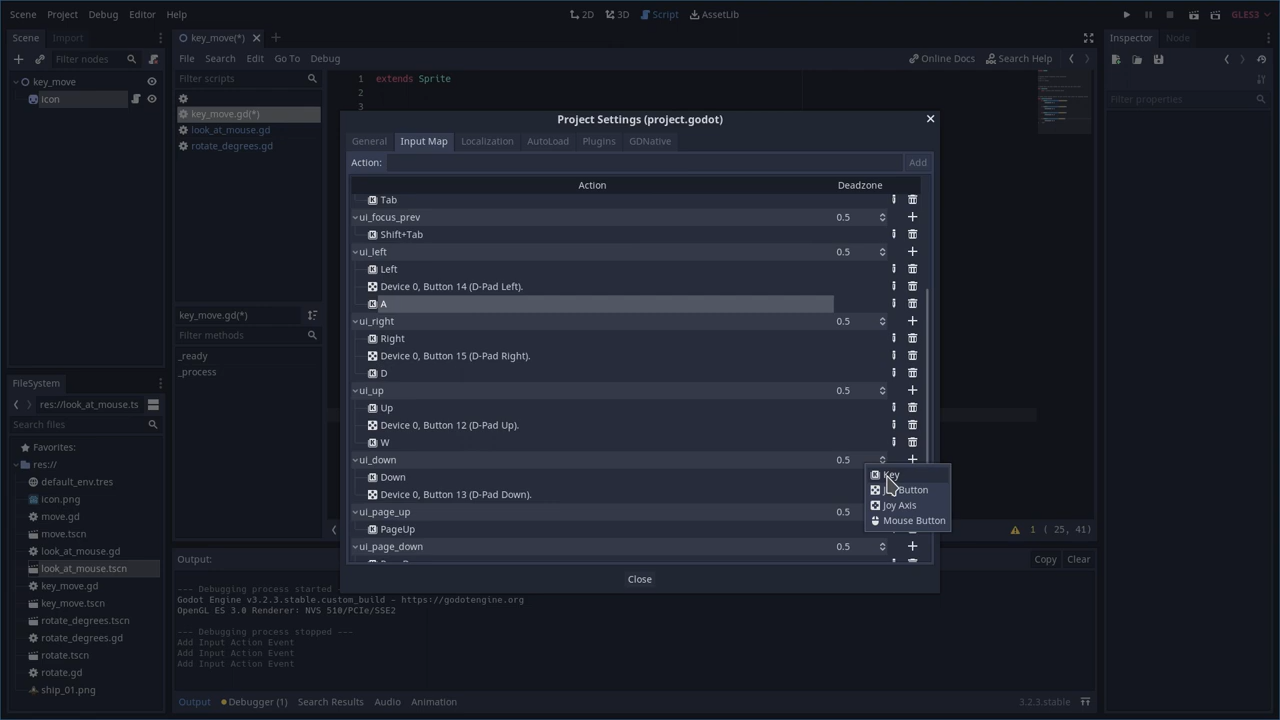 Scene Project Debug Editor Help
2D 3D Script AssetLib
GLES3
Scene Import
Filter nodes
key_move
icon
key_move(*)
File Search Edit Go To Debug
Online Docs Search Help
Filter scripts
key_move.gd(*)
look_at_mouse.gd
rotate_degrees.gd
key_move.gd(*)
Filter methods
_ready
_process
1 extends Sprite
2
3
Inspector Node
Filter properties
FileSystem
res://look_at_mouse.ts
Search files
Favorites:
res://
default_env.tres
icon.png
move.gd
move.tscn
look_at_mouse.gd
look_at_mouse.tscn
key_move.gd
key_move.tscn
rotate_degrees.tscn
rotate_degrees.gd
rotate.tscn
rotate.gd
ship_01.png
Project Settings (project.godot)
General Input Map Localization AutoLoad Plugins GDNative
Action: Add
Action Deadzone
Tab
ui_focus_prev 0.5
Shift+Tab
ui_left 0.5
Left
Device 0, Button 14 (D-Pad Left).
A
ui_right 0.5
Right
Device 0, Button 15 (D-Pad Right).
D
ui_up 0.5
Up
Device 0, Button 12 (D-Pad Up).
W
ui_down 0.5
Down
Device 0, Button 13 (D-Pad Down).
ui_page_up 0.5
PageUp
ui_page_down 0.5
Key
Button
Joy Axis
Mouse Button
Close
1 ( 25, 41)
Output: Copy Clear
--- Debugging process started
Godot Engine v3.2.3.stable.custom_build - https://godotengine.org
OpenGL ES 3.0 Renderer: NVS 510/PCIe/SSE2
--- Debugging process stopped ---
Add Input Action Event
Add Input Action Event
Add Input Action Event
Output Debugger (1) Search Results Audio Animation
3.2.3.stable